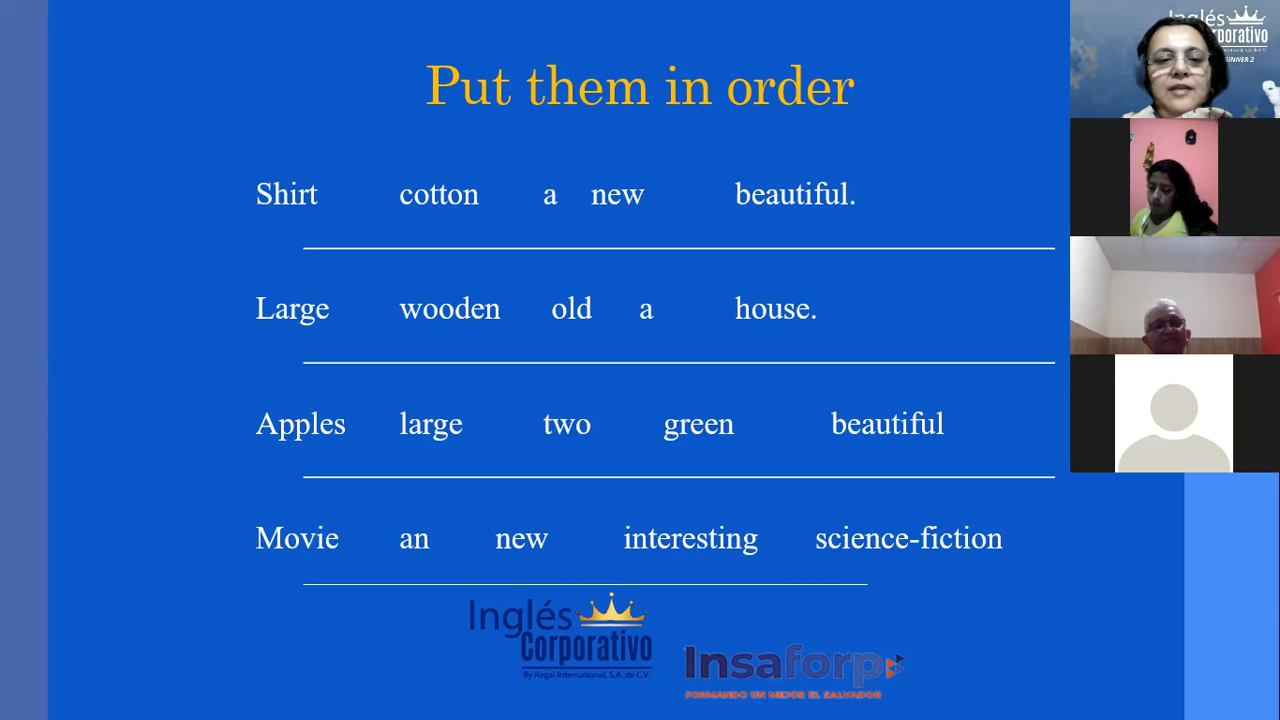 Put them in order
Shirt cotton a new beautiful.
Large wooden old a house.
Apples large two green beautiful
Movie an new interesting science-fiction
Inglés
Corporativo
By Regal International, S.A. de C.V.
Insaforp
FORMANDO UN MEJOR EL SALVADOR
Inglés